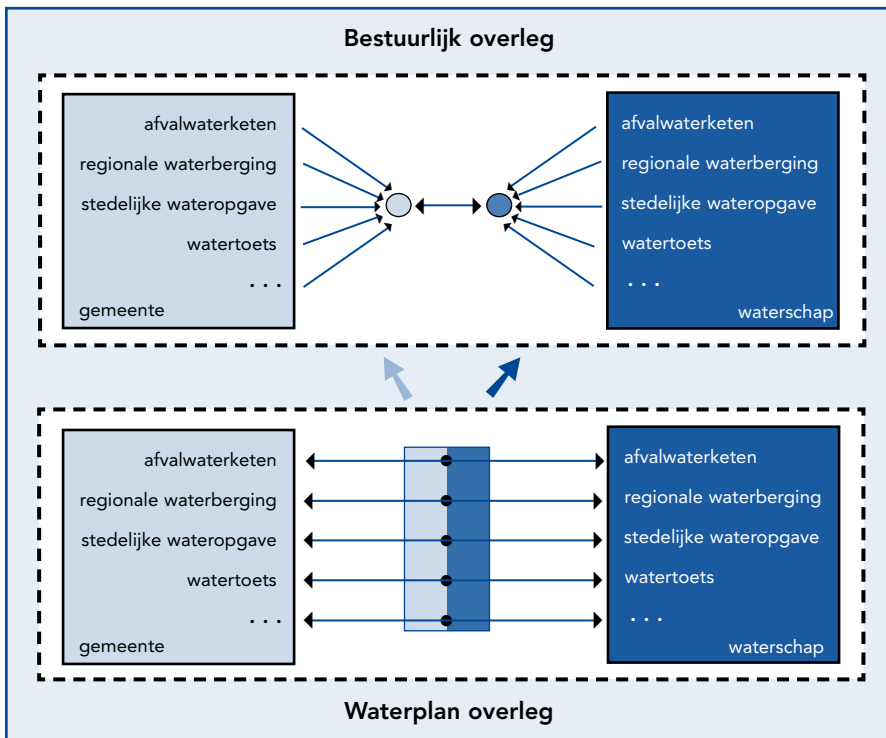 Bestuurlijk overleg
afvalwaterketen
regionale waterberging
stedelijke wateropgave
watertoets
. . .
gemeente
afvalwaterketen
regionale waterberging
stedelijke wateropgave
watertoets
. . .
waterschap
afvalwaterketen
regionale waterberging
stedelijke wateropgave
watertoets
. . .
gemeente
afvalwaterketen
regionale waterberging
stedelijke wateropgave
watertoets
. . .
waterschap
Waterplan overleg